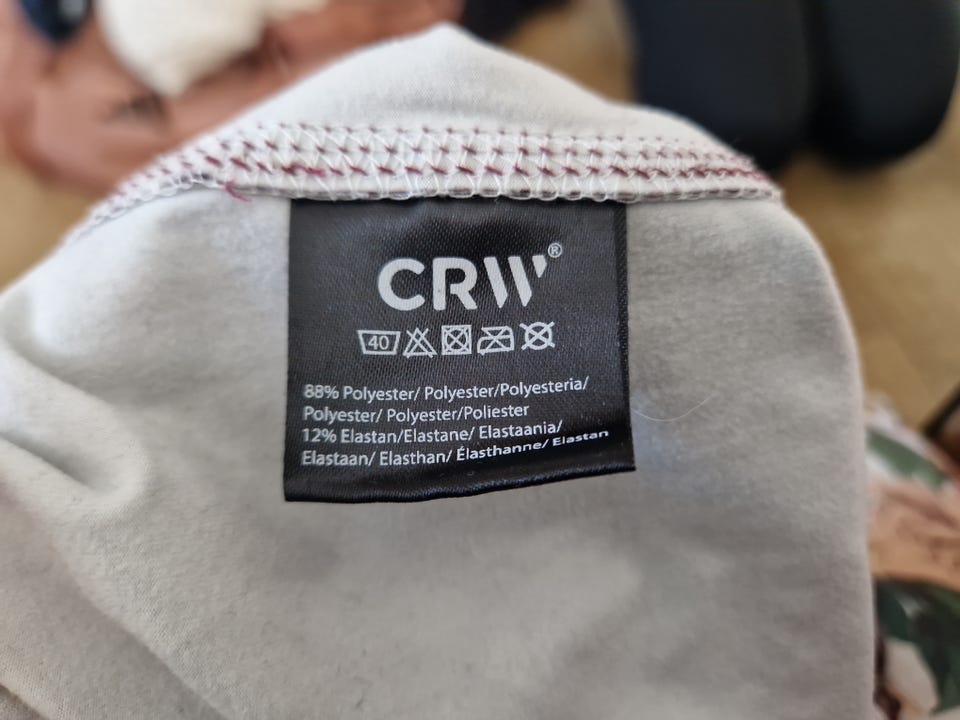 CRW®
40
88% Polyester/ Polyester/Polyesteria/
Polyester/ Polyester/Poliester
12% Elastan/Elastane/ Elastaania/
Elastaan/ Elasthan/ Élasthanne/ Elastan